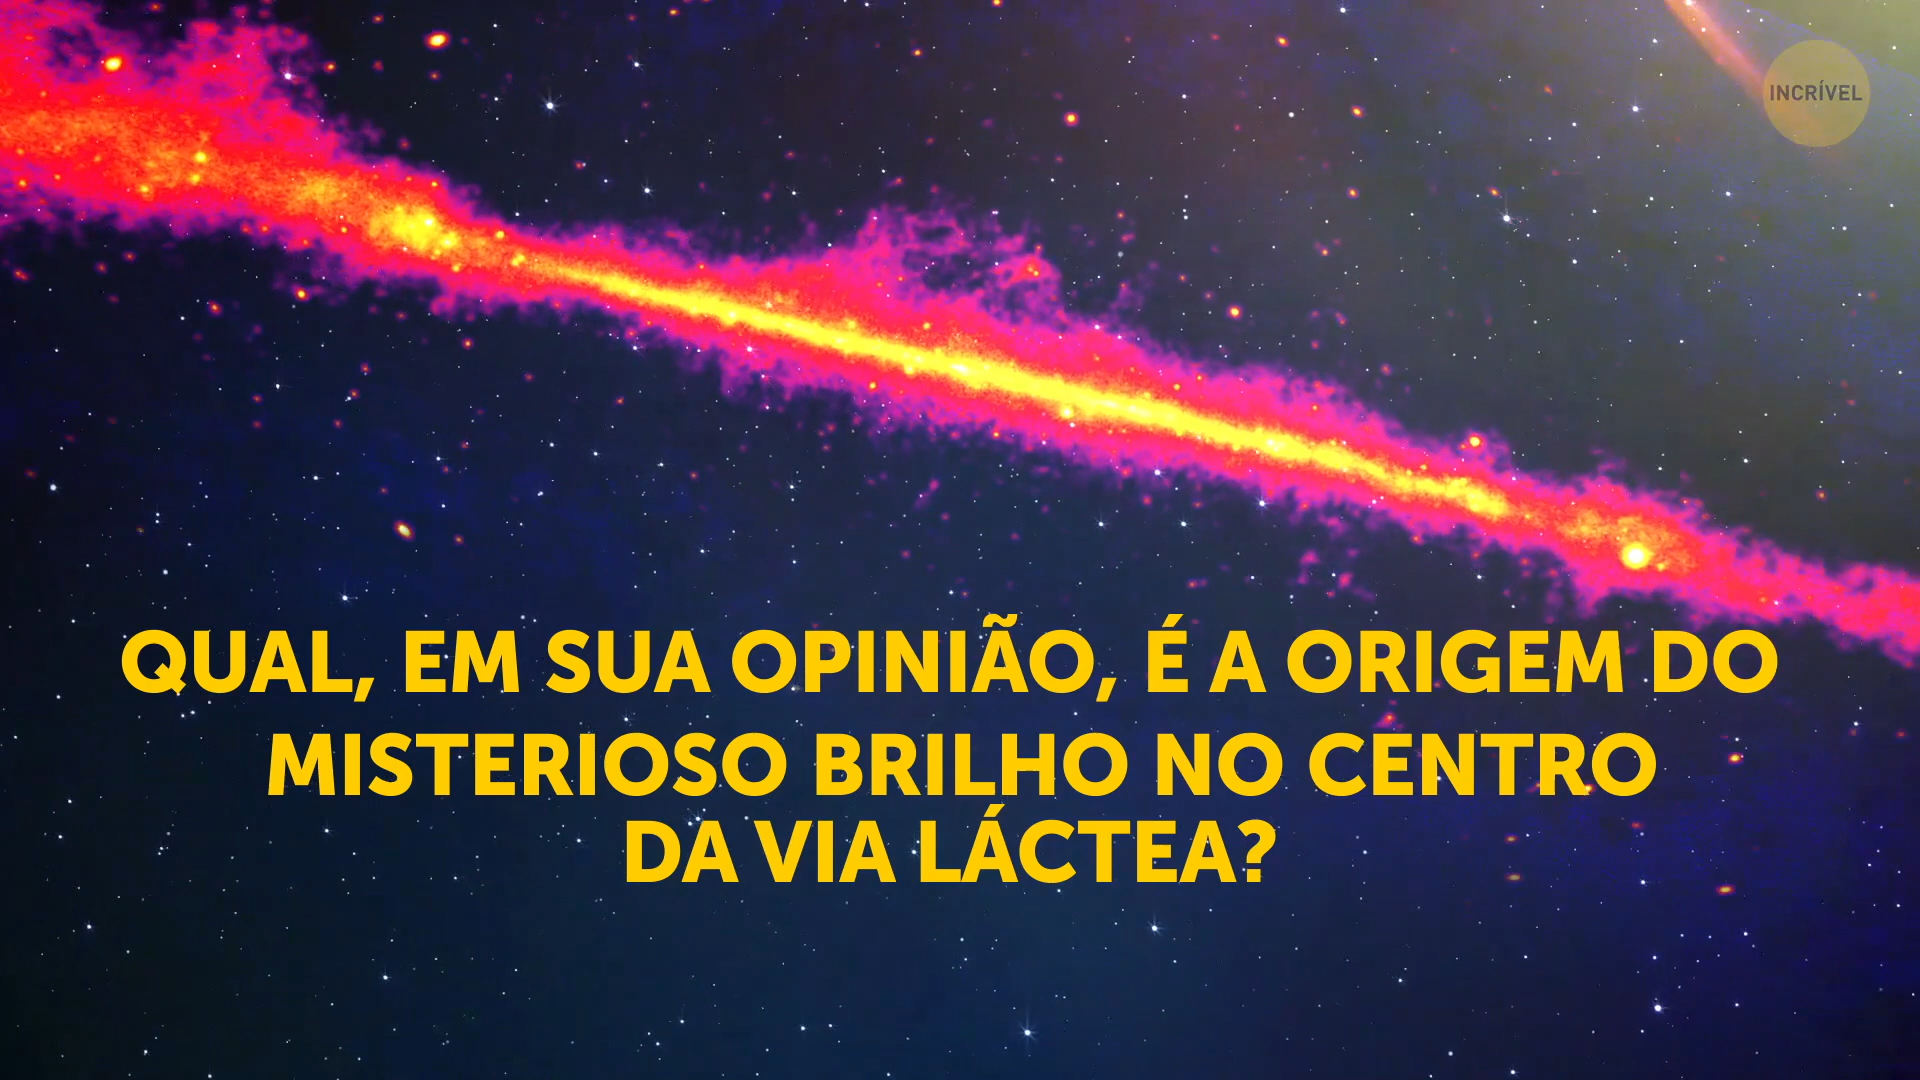 INCRÍVEL
QUAL, EM SUA OPINIÃO, É A ORIGEM DO
MISTERIOSO BRILHO NO CENTRO
DA VIA LÁCTEA?